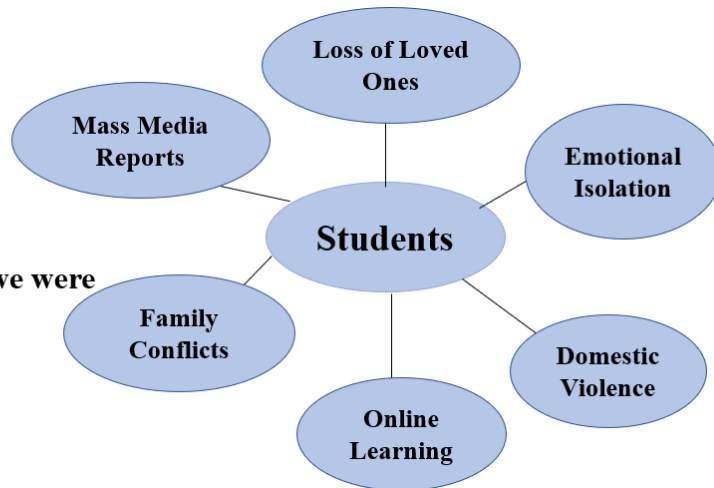 Loss of Loved
Ones
Mass Media
Reports
Emotional
Isolation
Students
we were
Family
Conflicts
Domestic
Violence
Online
Learning